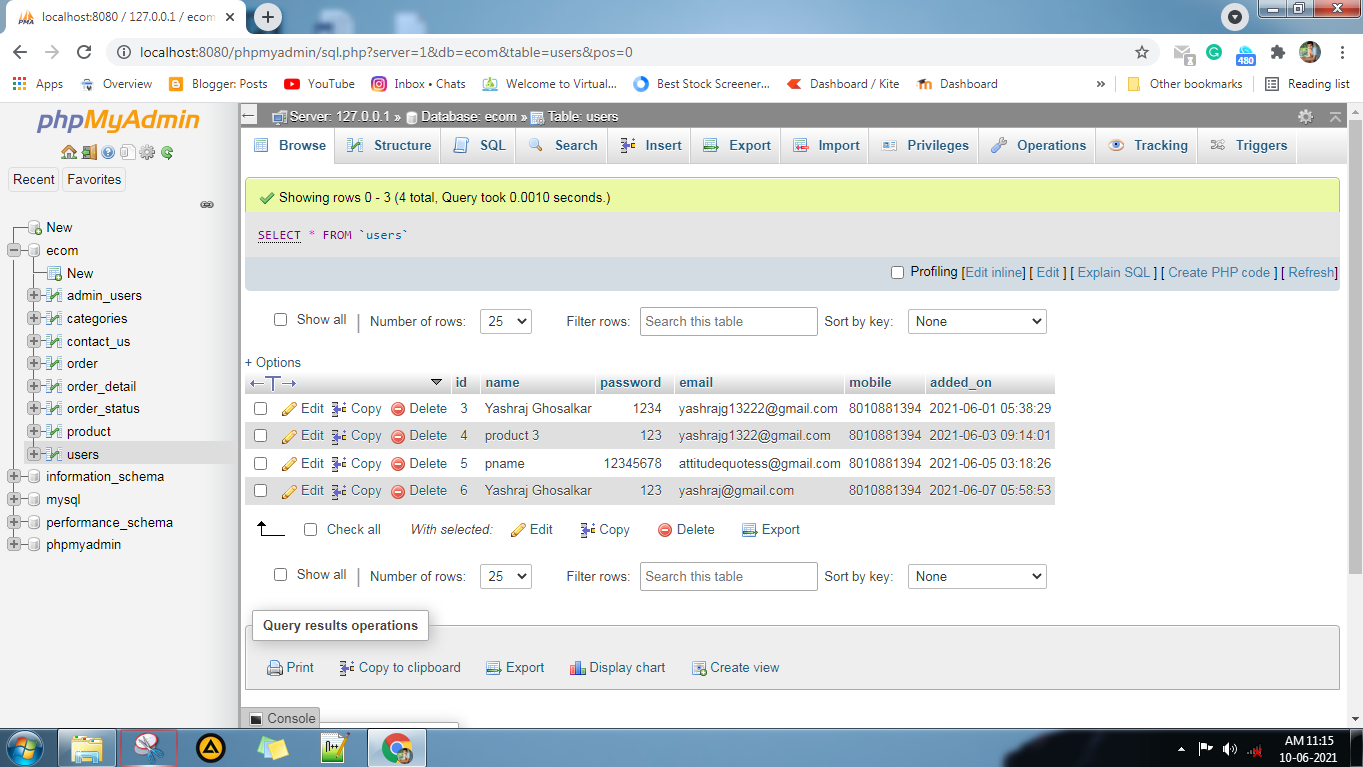 localhost:8080 / 127.0.0.1 / ecom
localhost:8080/phpmyadmin/sql.php?server=1&db=ecom&table=users&pos=0
480
Apps Overview Blogger: Posts YouTube Inbox • Chats Welcome to Virtual... Best Stock Screener... Dashboard / Kite Dashboard » Other bookmarks Reading list
phpMyAdmin
Recent Favorites
New
ecom
New
admin_users
categories
contact_us
order
order_detail
order_status
product
users
information_schema
mysql
performance_schema
phpmyadmin
Server: 127.0.0.1 » Database: ecom » Table: users
Browse Structure SQL Search Insert Export Import Privileges Operations Tracking Triggers
Showing rows 0 - 3 (4 total, Query took 0.0010 seconds.)
SELECT * FROM `users`
Profiling [Edit inline] [ Edit ] [ Explain SQL ] [ Create PHP code ] [ Refresh]
Show all | Number of rows: 25 Filter rows: Search this table Sort by key: None
+ Options
←T→ id name password email mobile added_on
Edit Copy Delete 3 Yashraj Ghosalkar 1234 yashrajg13222@gmail.com 8010881394 2021-06-01 05:38:29
Edit Copy Delete 4 product 3 123 yashrajg1322@gmail.com 8010881394 2021-06-03 09:14:01
Edit Copy Delete 5 pname 12345678 attitudequotess@gmail.com 8010881394 2021-06-05 03:18:26
Edit Copy Delete 6 Yashraj Ghosalkar 123 yashraj@gmail.com 8010881394 2021-06-07 05:58:53
Check all With selected: Edit Copy Delete Export
Show all | Number of rows: 25 Filter rows: Search this table Sort by key: None
Query results operations
Print Copy to clipboard Export Display chart Create view
Console
AM 11:15
10-06-2021